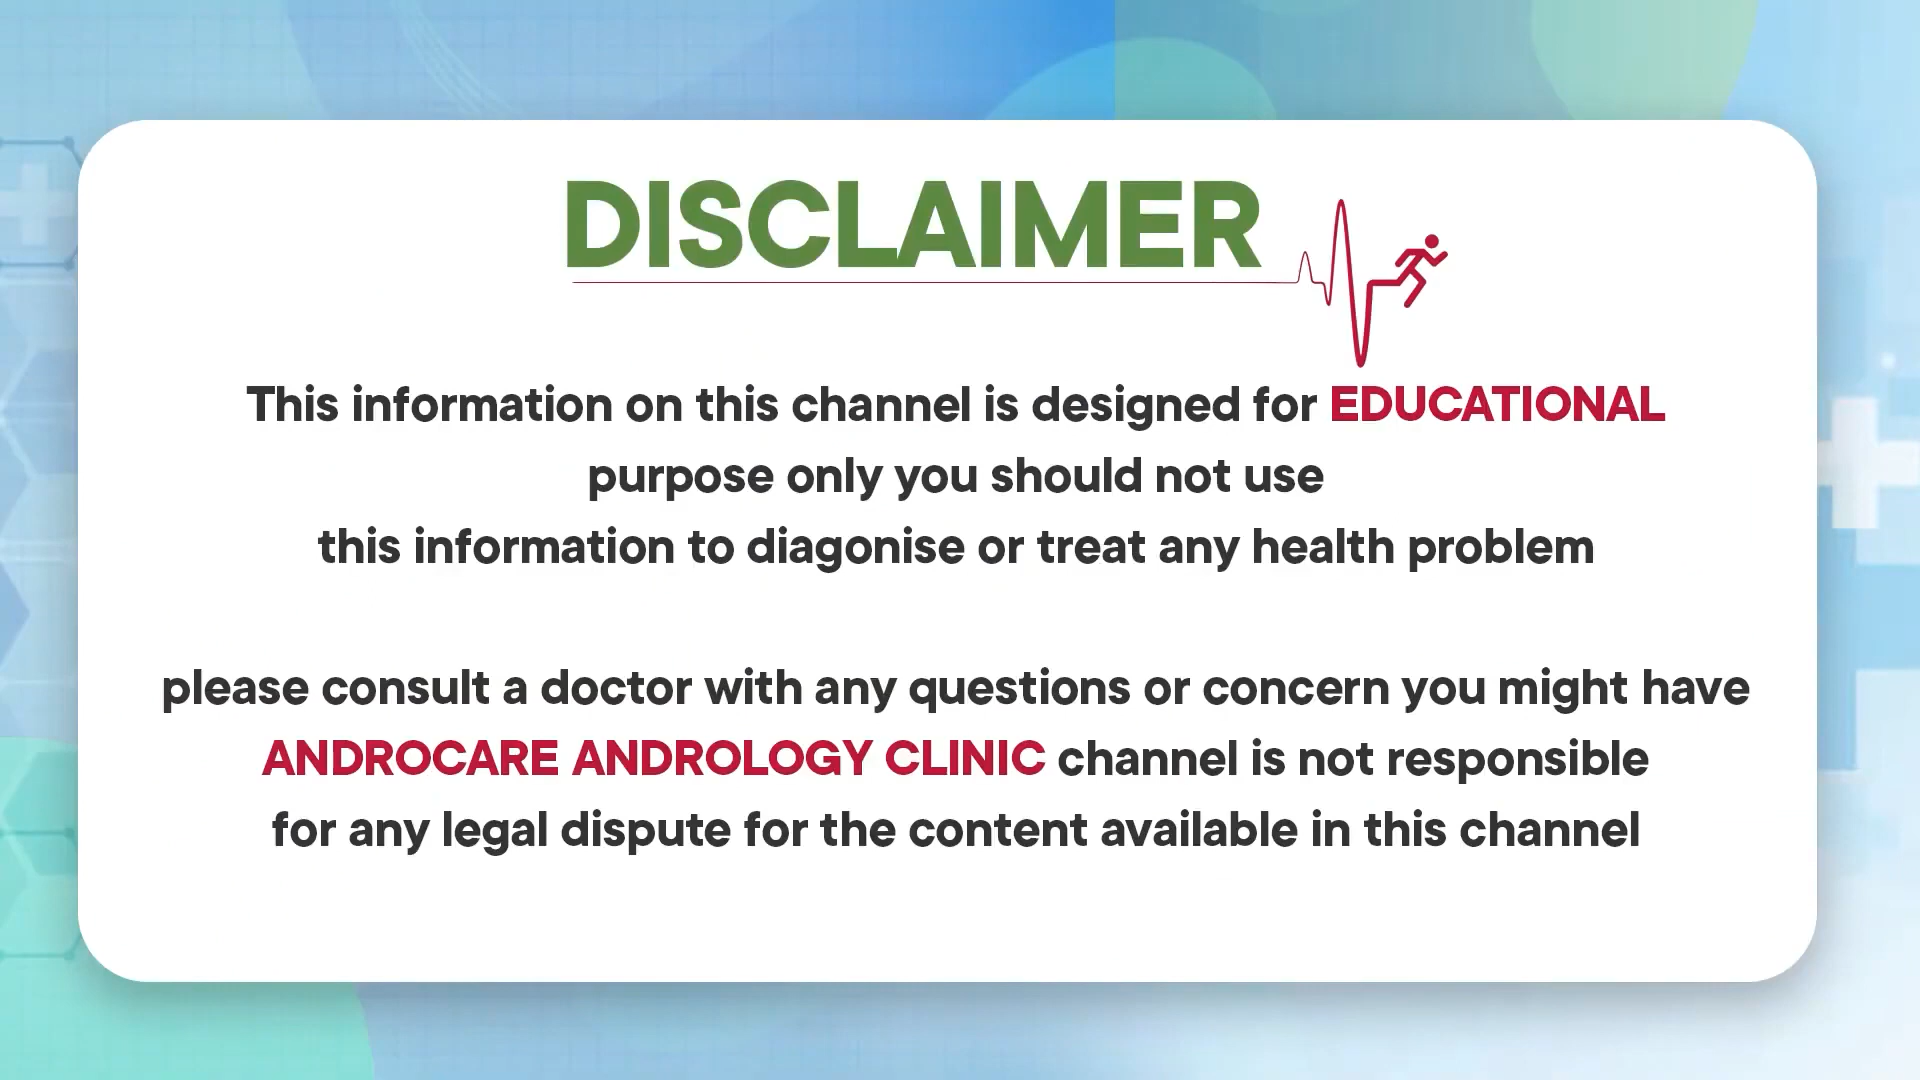 DISCLAIMER
This information on this channel is designed for EDUCATIONAL
purpose only you should not use
this information to diagonise or treat any health problem
please consult a doctor with any questions or concern you might have
ANDROCARE ANDROLOGY CLINIC channel is not responsible
for any legal dispute for the content available in this channel